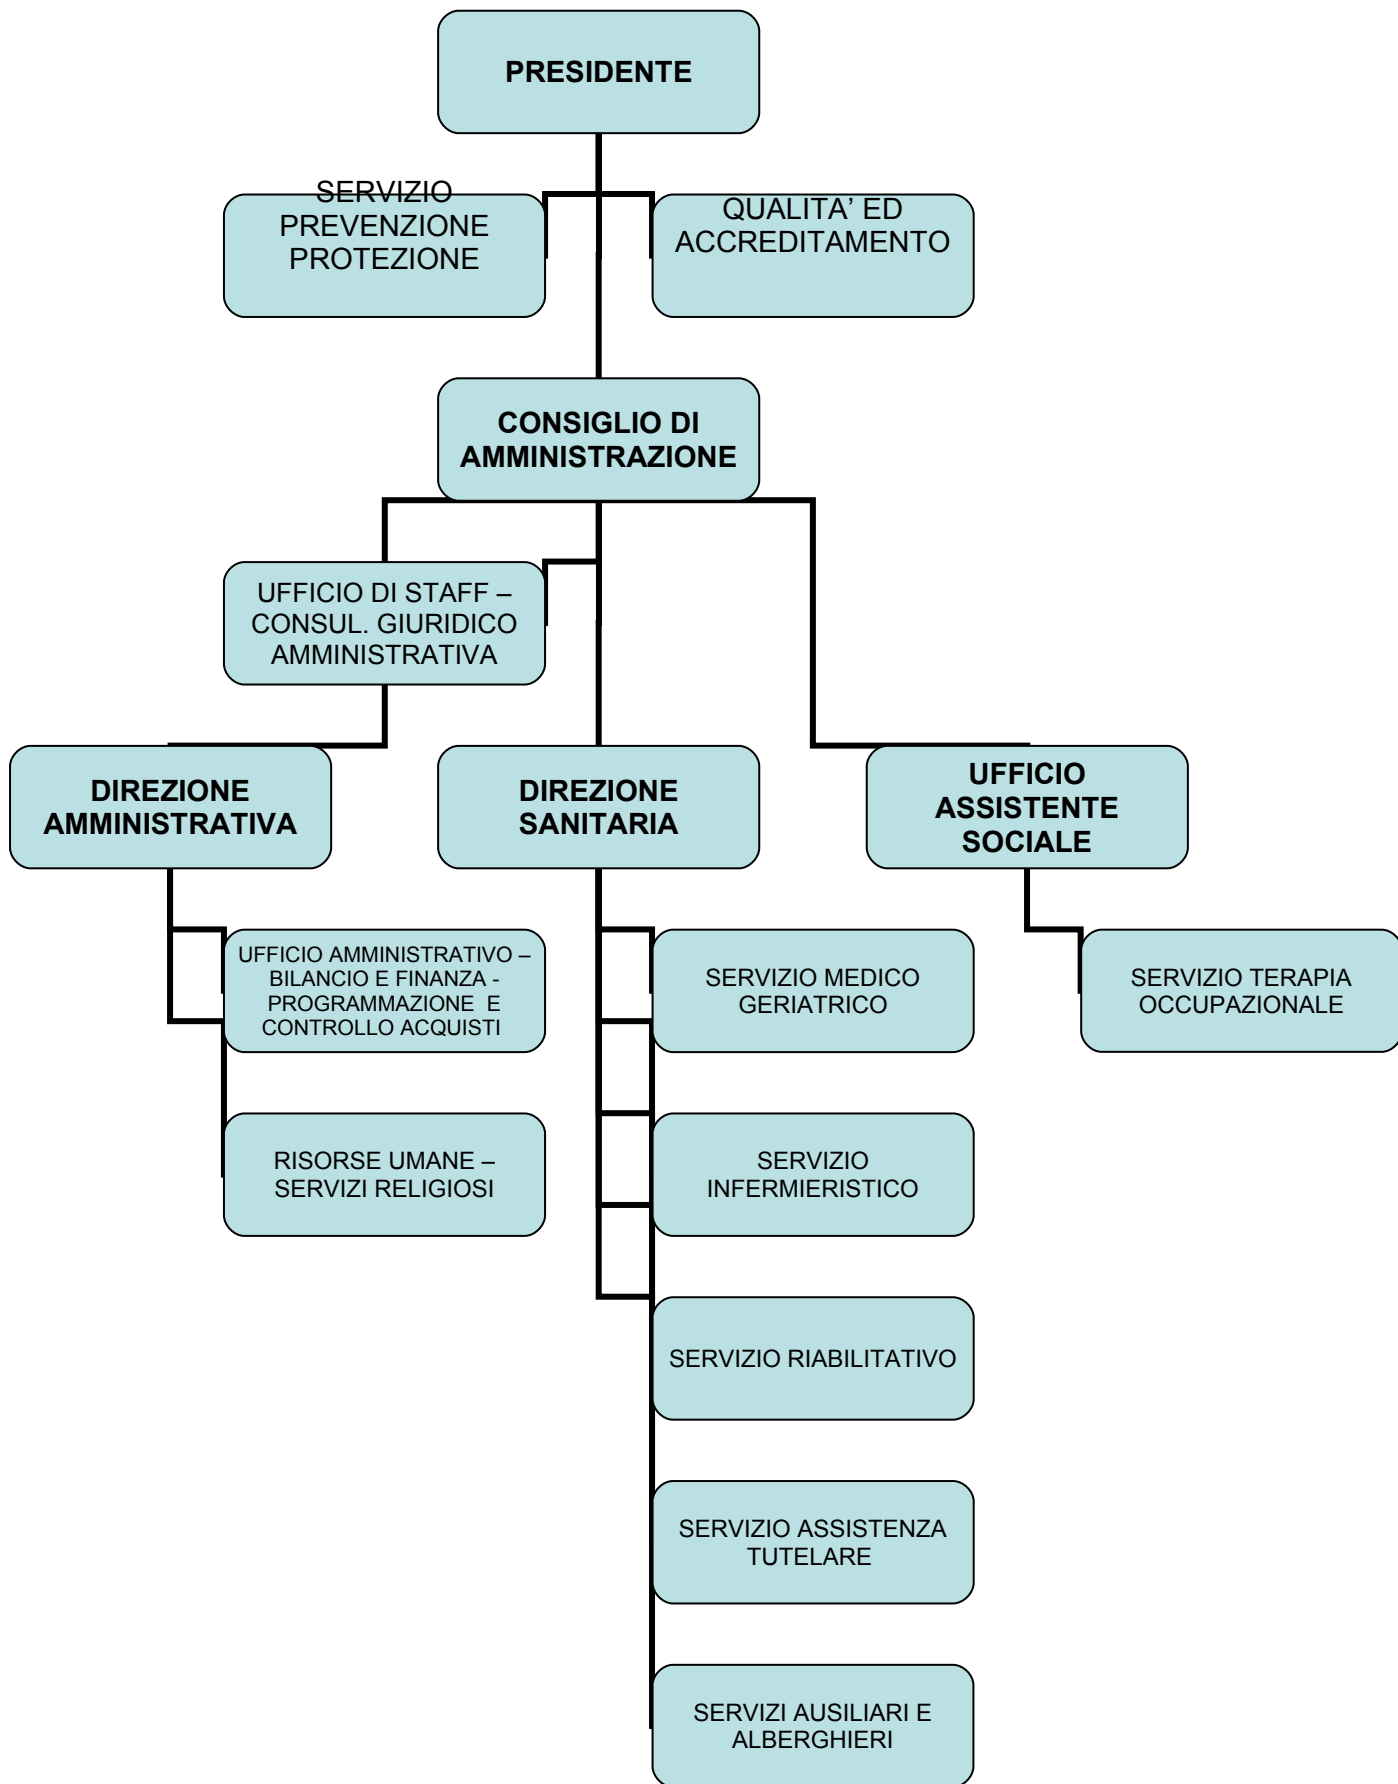 PRESIDENTE
SERVIZIO
PREVENZIONE
PROTEZIONE
QUALITA’ ED
ACCREDITAMENTO
CONSIGLIO DI
AMMINISTRAZIONE
UFFICIO DI STAFF –
CONSUL. GIURIDICO
AMMINISTRATIVA
DIREZIONE
AMMINISTRATIVA
DIREZIONE
SANITARIA
UFFICIO
ASSISTENTE
SOCIALE
UFFICIO AMMINISTRATIVO –
BILANCIO E FINANZA -
PROGRAMMAZIONE E
CONTROLLO ACQUISTI
SERVIZIO MEDICO
GERIATRICO
SERVIZIO TERAPIA
OCCUPAZIONALE
RISORSE UMANE –
SERVIZI RELIGIOSI
SERVIZIO
INFERMIERISTICO
SERVIZIO RIABILITATIVO
SERVIZIO ASSISTENZA
TUTELARE
SERVIZI AUSILIARI E
ALBERGHIERI